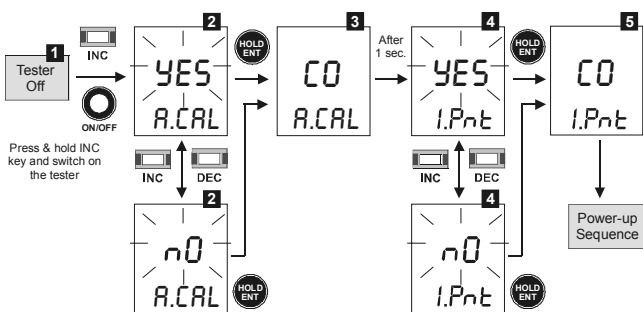 1
Tester
Off
INC
ON/OFF
Press & hold INC
key and switch on
the tester
2
YES
A.CAL
HOLD
ENT
3
CO
A.CAL
After
1 sec.
4
YES
1.Pnt
HOLD
ENT
5
CO
1.Pnt
INC
DEC
INC
DEC
2
n0
A.CAL
HOLD
ENT
4
n0
1.Pnt
HOLD
ENT
Power-up
Sequence